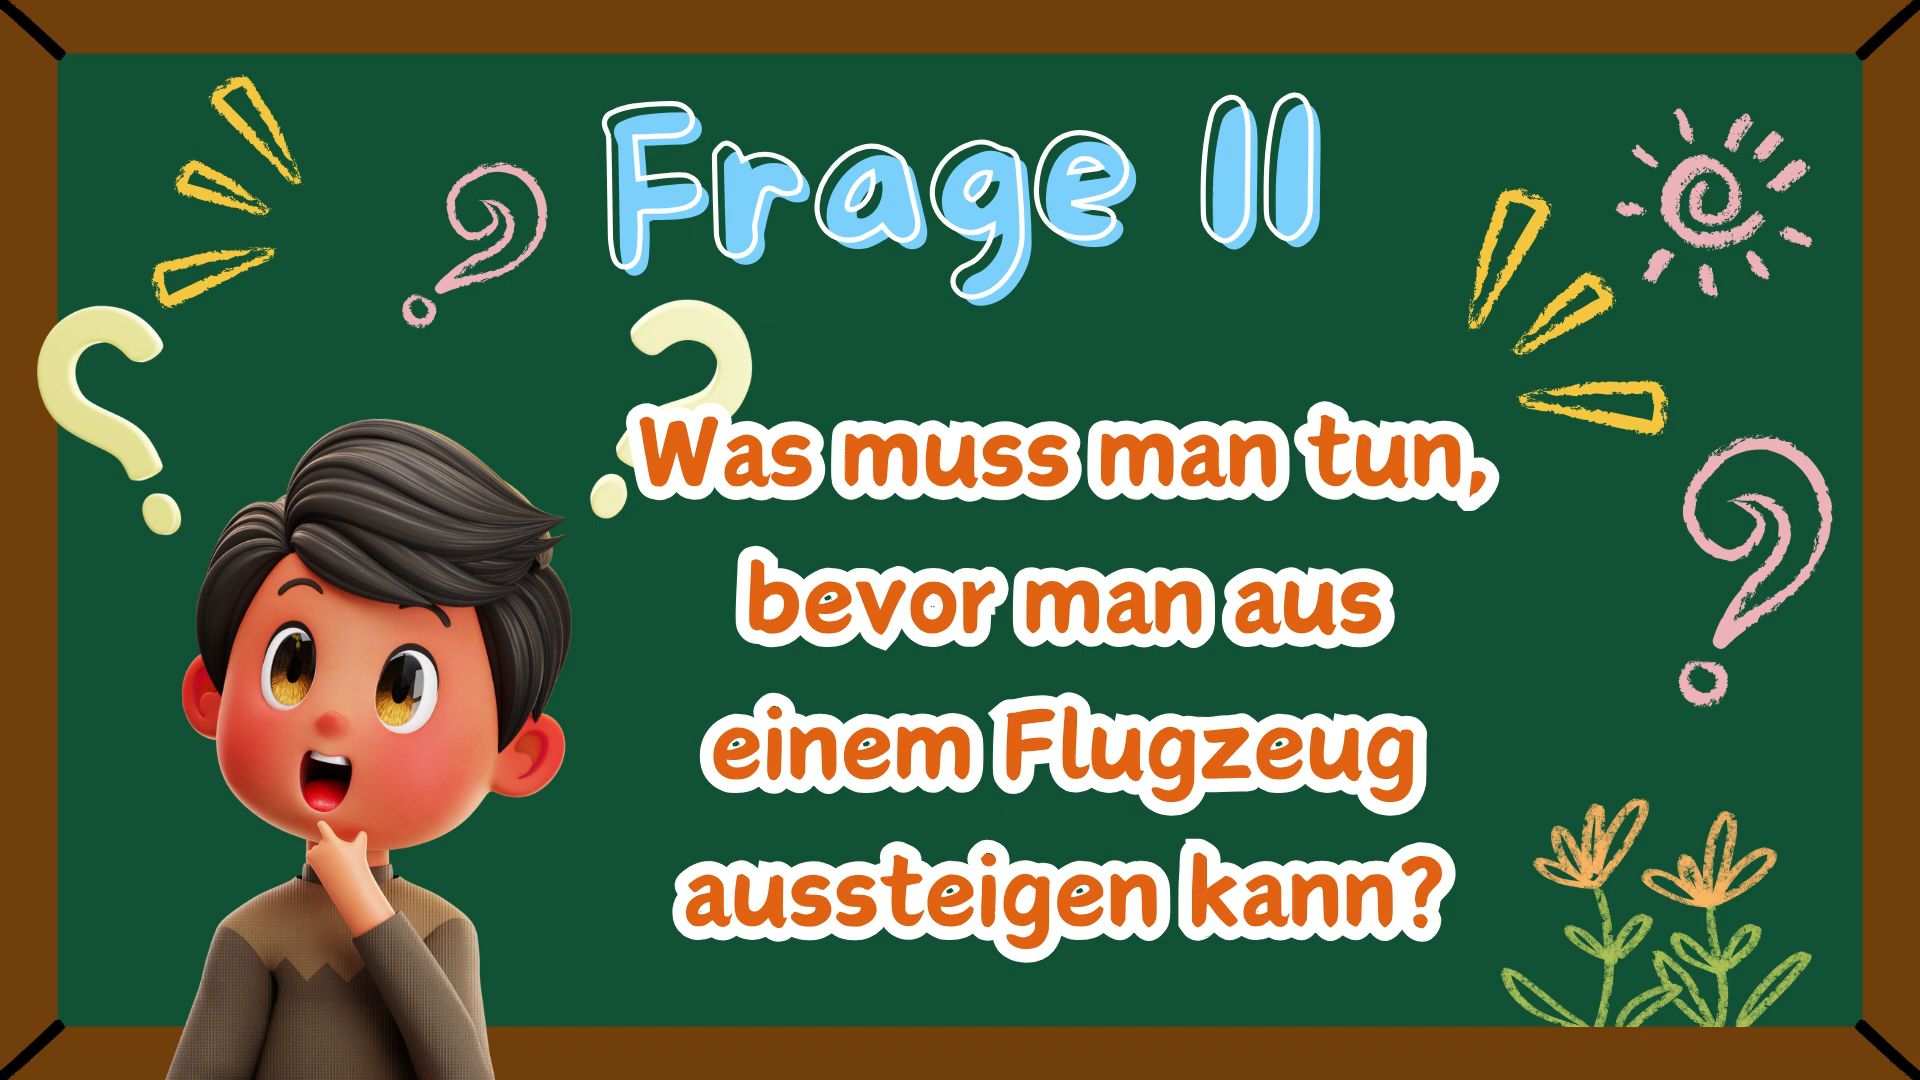 Frage 11
Was muss man tun,
bevor man aus
einem Flugzeug
aussteigen kann?